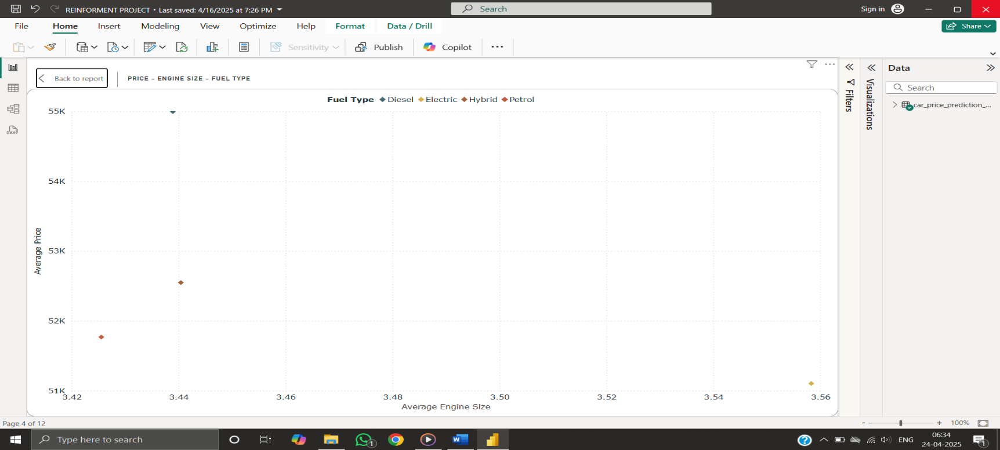 REINFORMENT PROJECT • Last saved: 4/16/2025 at 7:26 PM
Search
Sign in
File Home Insert Modeling View Optimize Help Format Data / Drill
Share
Sensitivity
Publish
Copilot
Back to report
PRICE – ENGINE SIZE – FUEL TYPE
Fuel Type Diesel Electric Hybrid Petrol
55K
54K
53K
52K
51K
Average Price
3.42 3.44 3.46 3.48 3.50 3.52 3.54 3.56
Average Engine Size
Filters
Visualizations
Data
Search
car_price_prediction_...
DAX
Page 4 of 12
- + 100%
Type here to search
1
W
?
ENG
06:34
24-04-2025
1